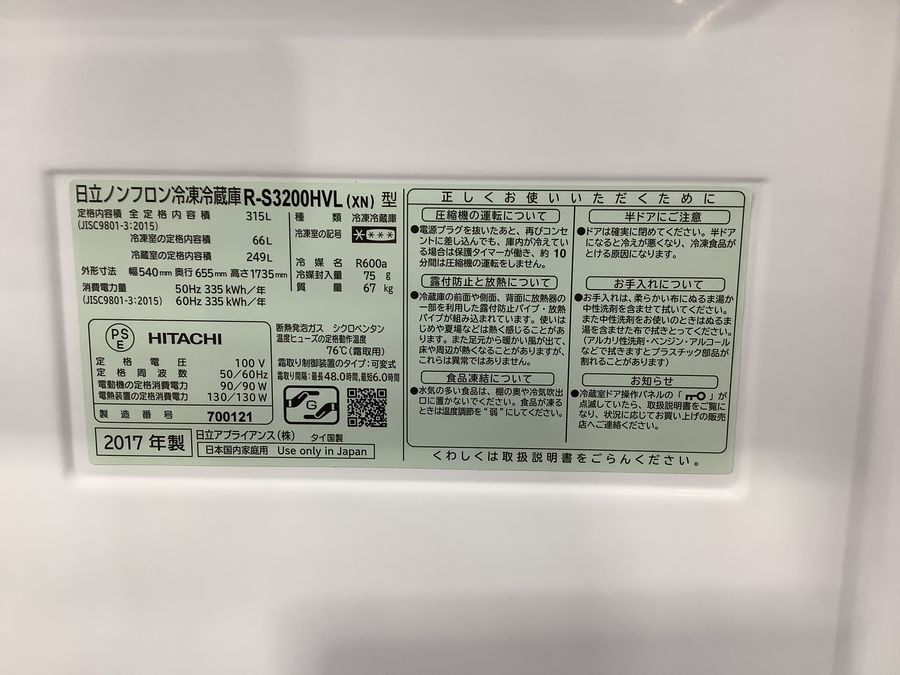 日立ノンフロン冷凍冷蔵庫 R-S3200HVL (XN) 型
定格内容積 全定格内容積 315L
(JISC9801-3:2015)
冷凍室の定格内容積 66L
冷蔵室の定格内容積 249L
外形寸法 幅540mm 奥行655mm 高さ1735mm
消費電力量 50Hz 335 kWh/年
(JISC9801-3:2015) 60Hz 335 kWh/年
種類 冷凍冷蔵庫
冷凍室の記号 ****
冷媒名 R600a
冷媒封入量 75 g
質量 67 kg
PS
E
HITACHI
定格電圧 100 V
定格周波数 50/60Hz
電動機の定格消費電力 90/90 W
電熱装置の定格消費電力 130/130 W
製造番号 700121
断熱発泡ガス シクロペンタン
温度ヒューズの定格動作温度
76℃(霜取用)
霜取り制御装置のタイプ:可変式
霜取り間隔:最長48.0時間、最短6.0時間
G
2017 年製
日立アプライアンス(株) タイ国製
日本国内家庭用 Use only in Japan
正しくお使いいただくために
圧縮機の運転について
●電源プラグを抜いたあと、再びコンセ
ントに差し込んでも、庫内が冷えてい
る場合は保護タイマーが働き、約 10
分間は圧縮機の運転をしません。
露付防止と放熱について
●冷蔵庫の前面や側面、背面に放熱器の
一部を利用した露付防止パイプ・放熱
パイプが組み込まれています。使いは
じめや夏場などは熱く感じることがあ
ります。また足元から暖かい風が出て、
床や周辺が熱くなることがありますが、
これらは異常ではありません。
食品凍結について
●水気の多い食品は、棚の奥や冷気吹出
口に置かないでください。食品が凍る
ときは温度調節を“弱”にしてください。
半ドアにご注意
●ドアは確実に閉めてください。半ドア
になると冷えが悪くなり、冷凍食品が
とける原因になります。
お手入れについて
●お手入れは、柔らかい布にぬるま湯か
中性洗剤を含ませて拭いてください。
また中性洗剤をお使いのときはぬるま
湯を含ませた布で拭きとってください。
(アルカリ性洗剤・ベンジン・アルコール
などで拭きますとプラスチック部品が
割れることがあります。)
お知らせ
●冷蔵室ドア操作パネルの「」が
点滅していたら、取扱説明書をご覧に
なり、状況に応じてお買い上げの販売
店へご連絡ください。
くわしくは取扱説明書をごらんください。